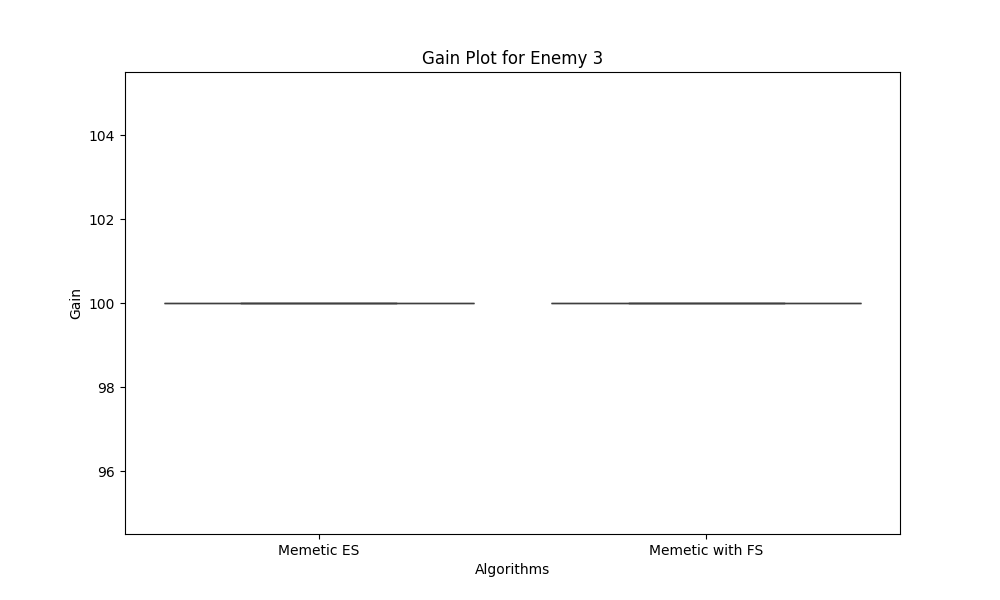 Gain Plot for Enemy 3
104
102
100
98
96
Gain
Memetic ES
Memetic with FS
Algorithms